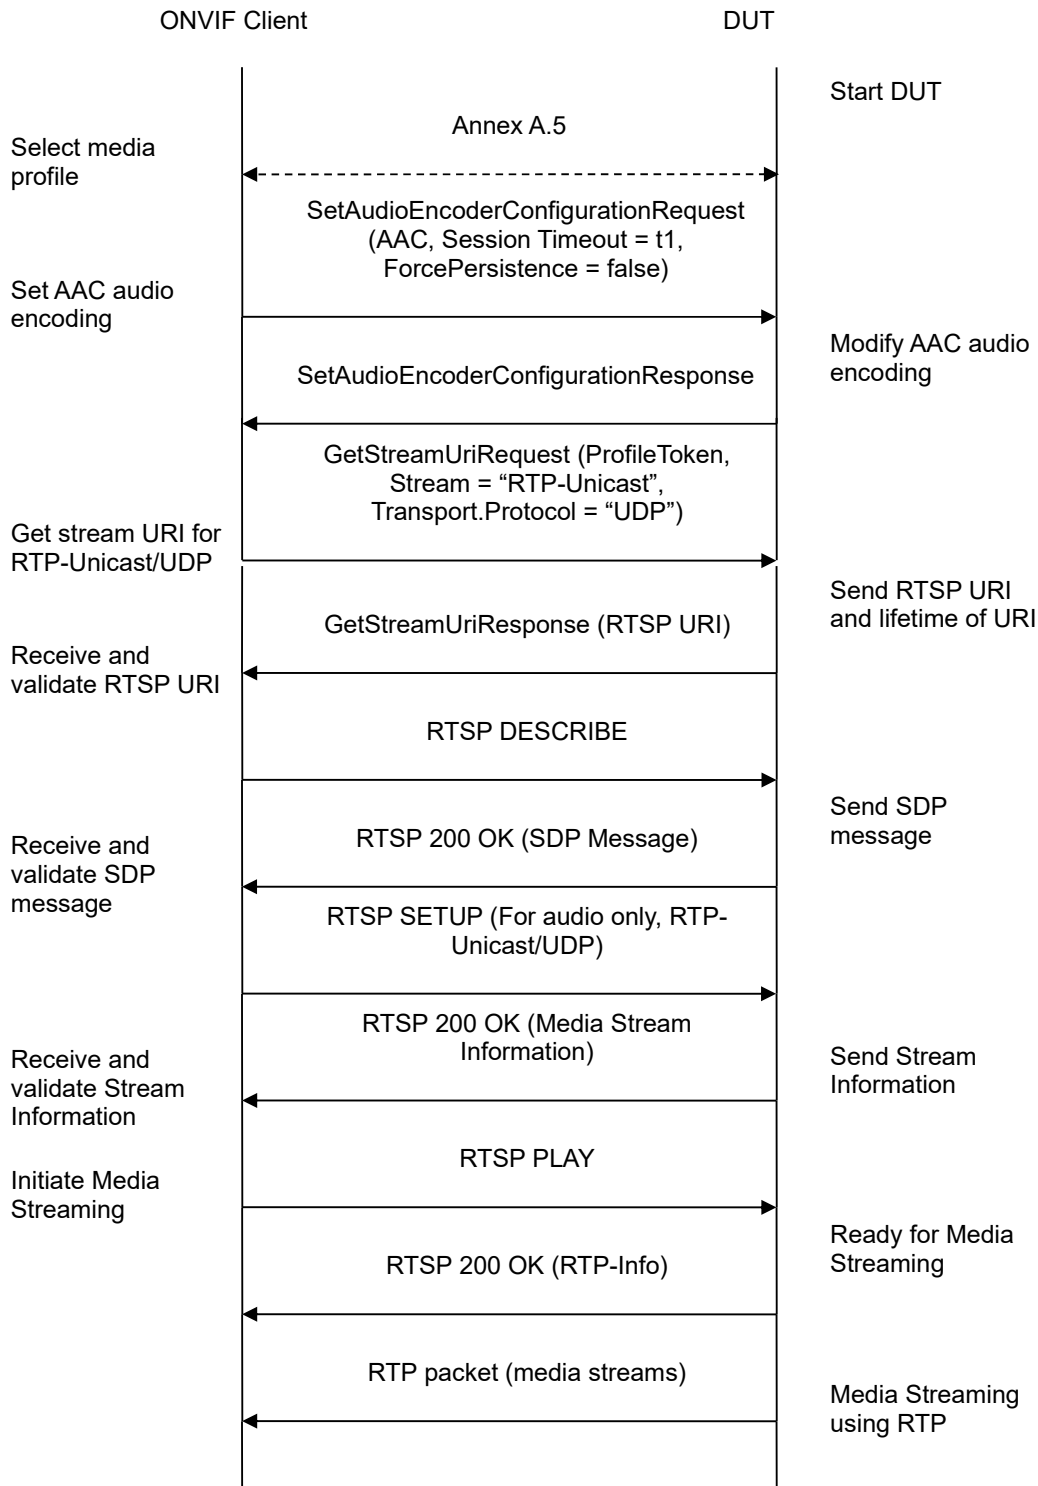 ONVIF Client
DUT
Start DUT
Annex A.5
Select media
profile
SetAudioEncoderConfigurationRequest
(AAC, Session Timeout = t1,
ForcePersistence = false)
Set AAC audio
encoding
Modify AAC audio
encoding
SetAudioEncoderConfigurationResponse
GetStreamUriRequest (ProfileToken,
Stream = “RTP-Unicast”,
Transport.Protocol = “UDP”)
Get stream URI for
RTP-Unicast/UDP
Send RTSP URI
and lifetime of URI
GetStreamUriResponse (RTSP URI)
Receive and
validate RTSP URI
RTSP DESCRIBE
Send SDP
message
RTSP 200 OK (SDP Message)
Receive and
validate SDP
message
RTSP SETUP (For audio only, RTP-
Unicast/UDP)
RTSP 200 OK (Media Stream
Information)
Receive and
validate Stream
Information
Send Stream
Information
RTSP PLAY
Initiate Media
Streaming
Ready for Media
Streaming
RTSP 200 OK (RTP-Info)
RTP packet (media streams)
Media Streaming
using RTP